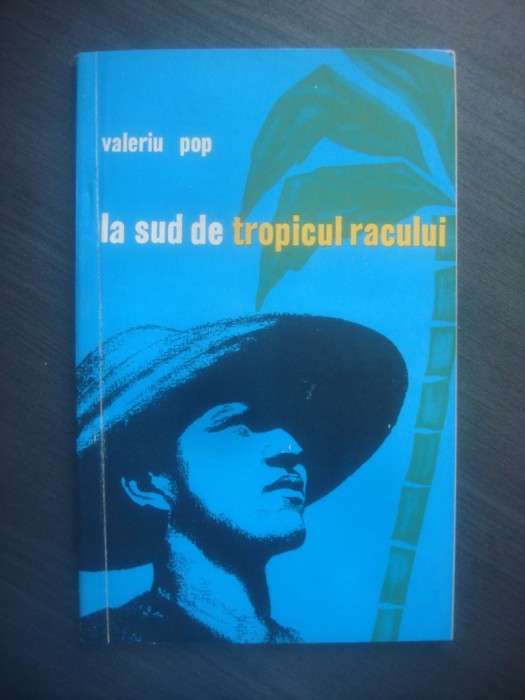 valeriu pop
la sud de tropicul racului